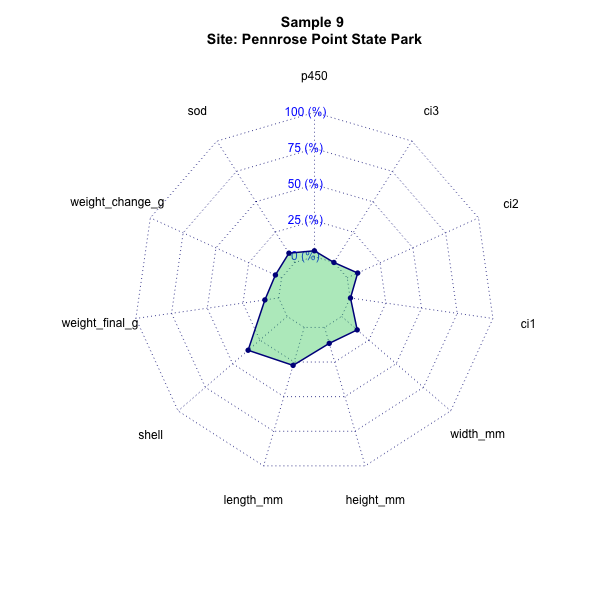 Sample 9
Site: Pennrose Point State Park
p450
sod
100 (%)
ci3
75 (%)
weight_change_g
50 (%)
ci2
25 (%)
0 (%)
weight_final_g
ci1
shell
width_mm
length_mm
height_mm